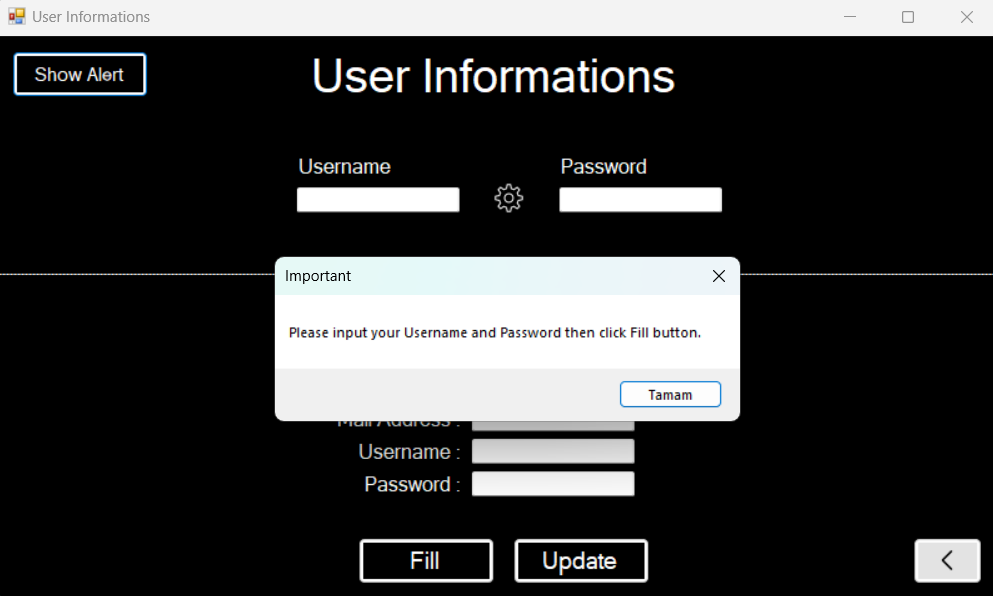 User Informations
Show Alert
User Informations
Username
Password
Important
Please input your Username and Password then click Fill button.
Tamam
Mail Address :
Username :
Password :
Fill
Update